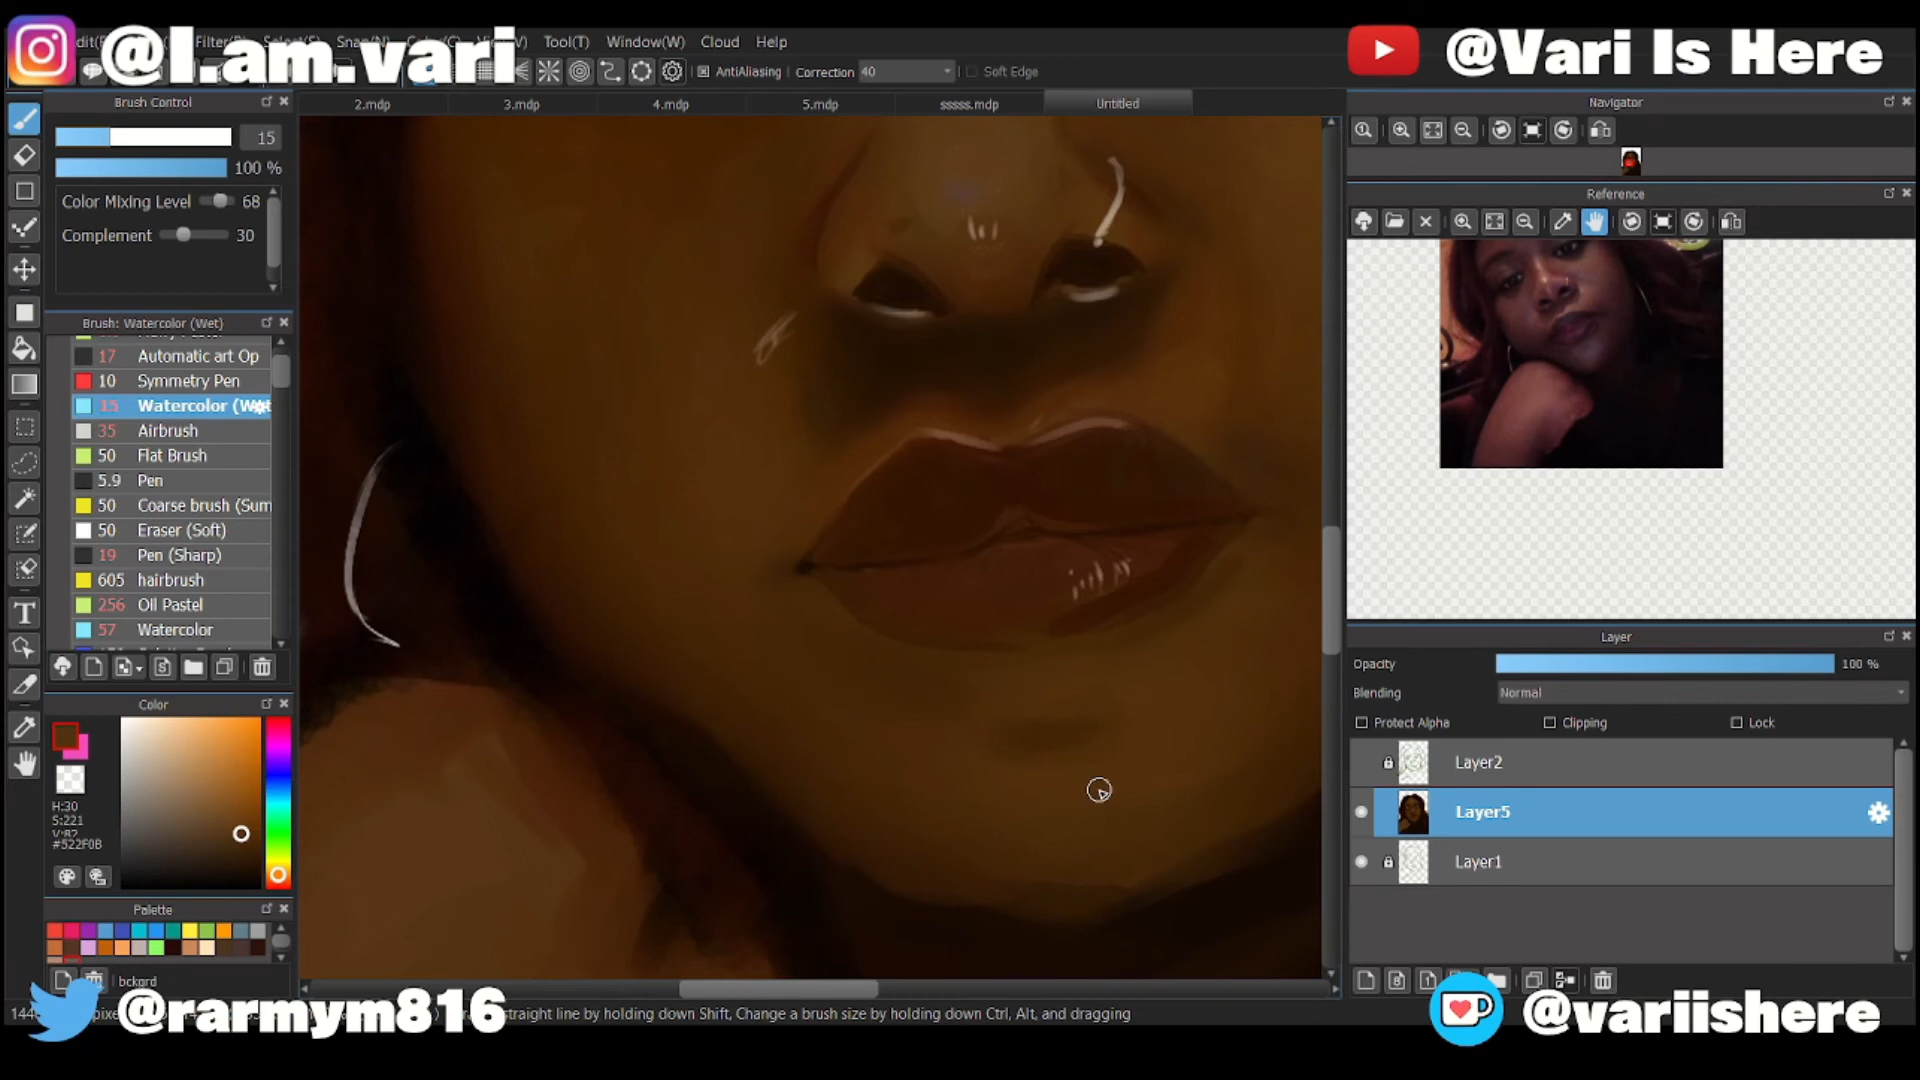 @I.am.vari
@Vari Is Here
Filter(R)
Tool(T)
Window(W)
Cloud
Help
AntiAliasing
Correction
40
Soft Edge
Brush Control
2.mdp
3.mdp
4.mdp
5.mdp
sssss.mdp
Untitled
Navigator
15
100 %
Color Mixing Level
68
Complement
30
Reference
Brush: Watercolor (Wet)
17 Automatic art Op
10 Symmetry Pen
15
35 Airbrush
50 Flat Brush
5.9 Pen
50 Coarse brush (Sum
50 Eraser (Soft)
19 Pen (Sharp)
605 hairbrush
256 Oil Pastel
57 Watercolor
Layer
Opacity
100 %
Blending
Normal
Protect Alpha
Clipping
Lock
Color
Layer2
H:30
S:221
#522F0B
Layer5
Layer1
Palette
bckgrd
straight line by holding down Shift, Change a brush size by holding down Ctrl, Alt, and dragging
@rarmym816
@variishere